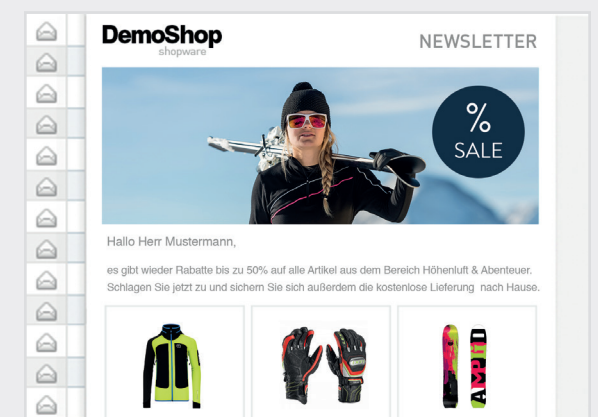 DemoShop
shopware
NEWSLETTER
%
SALE
Hallo Herr Mustermann,
es gibt wieder Rabatte bis zu 50% auf alle Artikel aus dem Bereich Höhenluft & Abenteuer.
Schlagen Sie jetzt zu und sichern Sie sich außerdem die kostenlose Lieferung nach Hause.
AMPLID